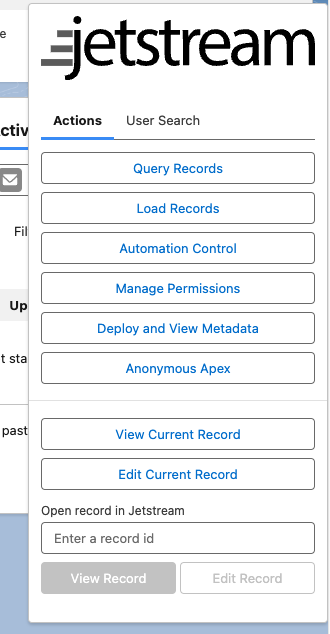 e
jetstream
ctiv
Actions
User Search
Query Records
Load Records
Fil
Automation Control
Manage Permissions
Up
Deploy and View Metadata
t sta
Anonymous Apex
past
View Current Record
Edit Current Record
Open record in Jetstream
Enter a record id
View Record
Edit Record